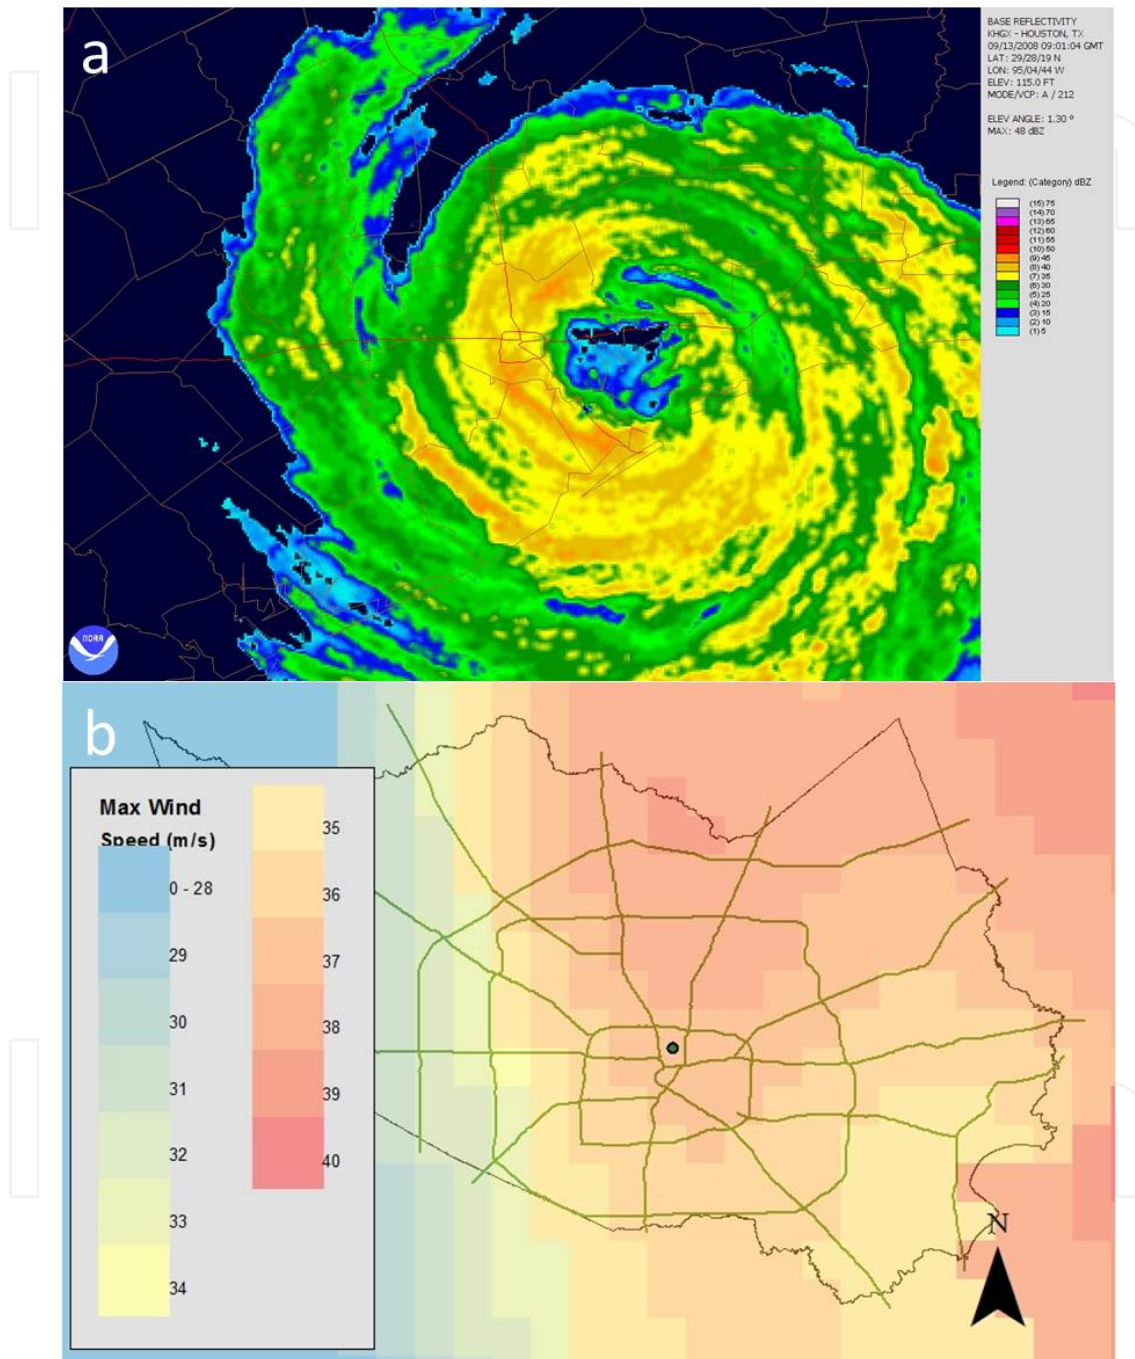 a
BASE REFLECTIVITY
KHGX - HOUSTON, TX
09/13/2008 09:01:04 GMT
LAT: 29/28/19 N
LON: 95/04/44 W
ELEV: 115.0 FT
MODE/VCP: A / 212
ELEV ANGLE: 1.30 º
MAX: 48 dBZ
Legend: (Category) dBZ
(15) 75
(14) 70
(13) 65
(12) 60
(11) 55
(10) 50
(9) 45
(8) 40
(7) 35
(6) 30
(5) 25
(4) 20
(3) 15
(2) 10
(1) 5
NOAA
b
Max Wind
Speed (m/s)
0 - 28
29
30
31
32
33
34
35
36
37
38
39
40
N